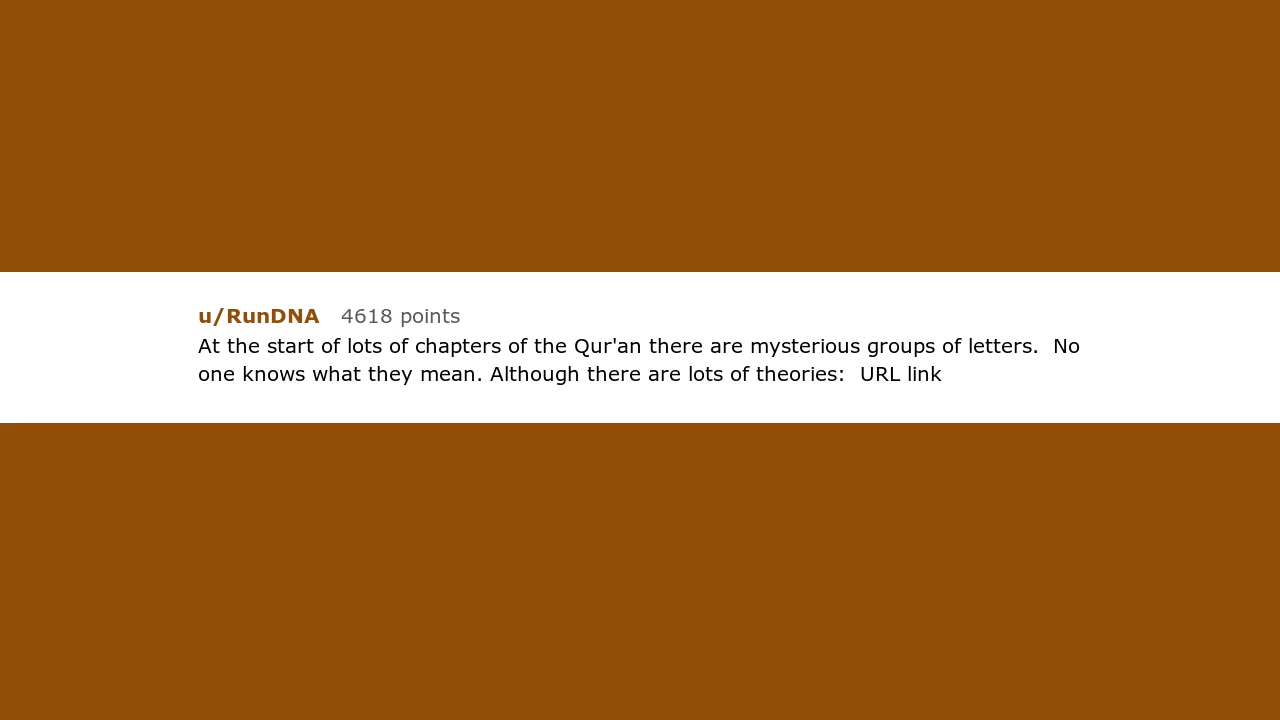 u/RunDNA 4618 points
At the start of lots of chapters of the Qur'an there are mysterious groups of letters.  No
one knows what they mean. Although there are lots of theories:  URL link